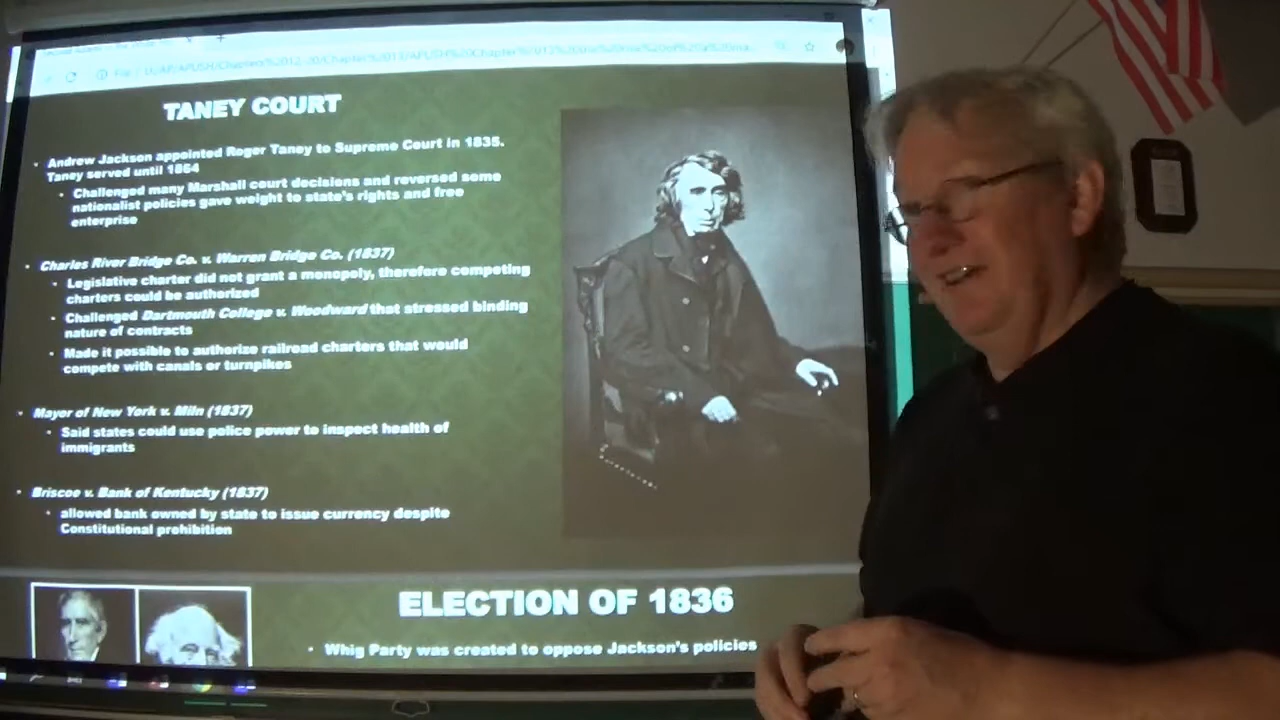 TANEY COURT
• Andrew Jackson appointed Roger Taney to Supreme Court in 1835.
Taney served until 1864
• Challenged many Marshall court decisions and reversed some
nationalist policies gave weight to state's rights and free
enterprise
• Charles River Bridge Co. v. Warren Bridge Co. (1837)
• Legislative charter did not grant a monopoly, therefore competing
charters could be authorized
• Challenged Dartmouth College v. Woodward that stressed binding
nature of contracts
• Made it possible to authorize railroad charters that would
compete with canals or turnpikes
• Mayor of New York v. Miln (1837)
• Said states could use police power to inspect health of
immigrants
• Briscoe v. Bank of Kentucky (1837)
• allowed bank owned by state to issue currency despite
Constitutional prohibition
ELECTION OF 1836
• Whig Party was created to oppose Jackson's policies